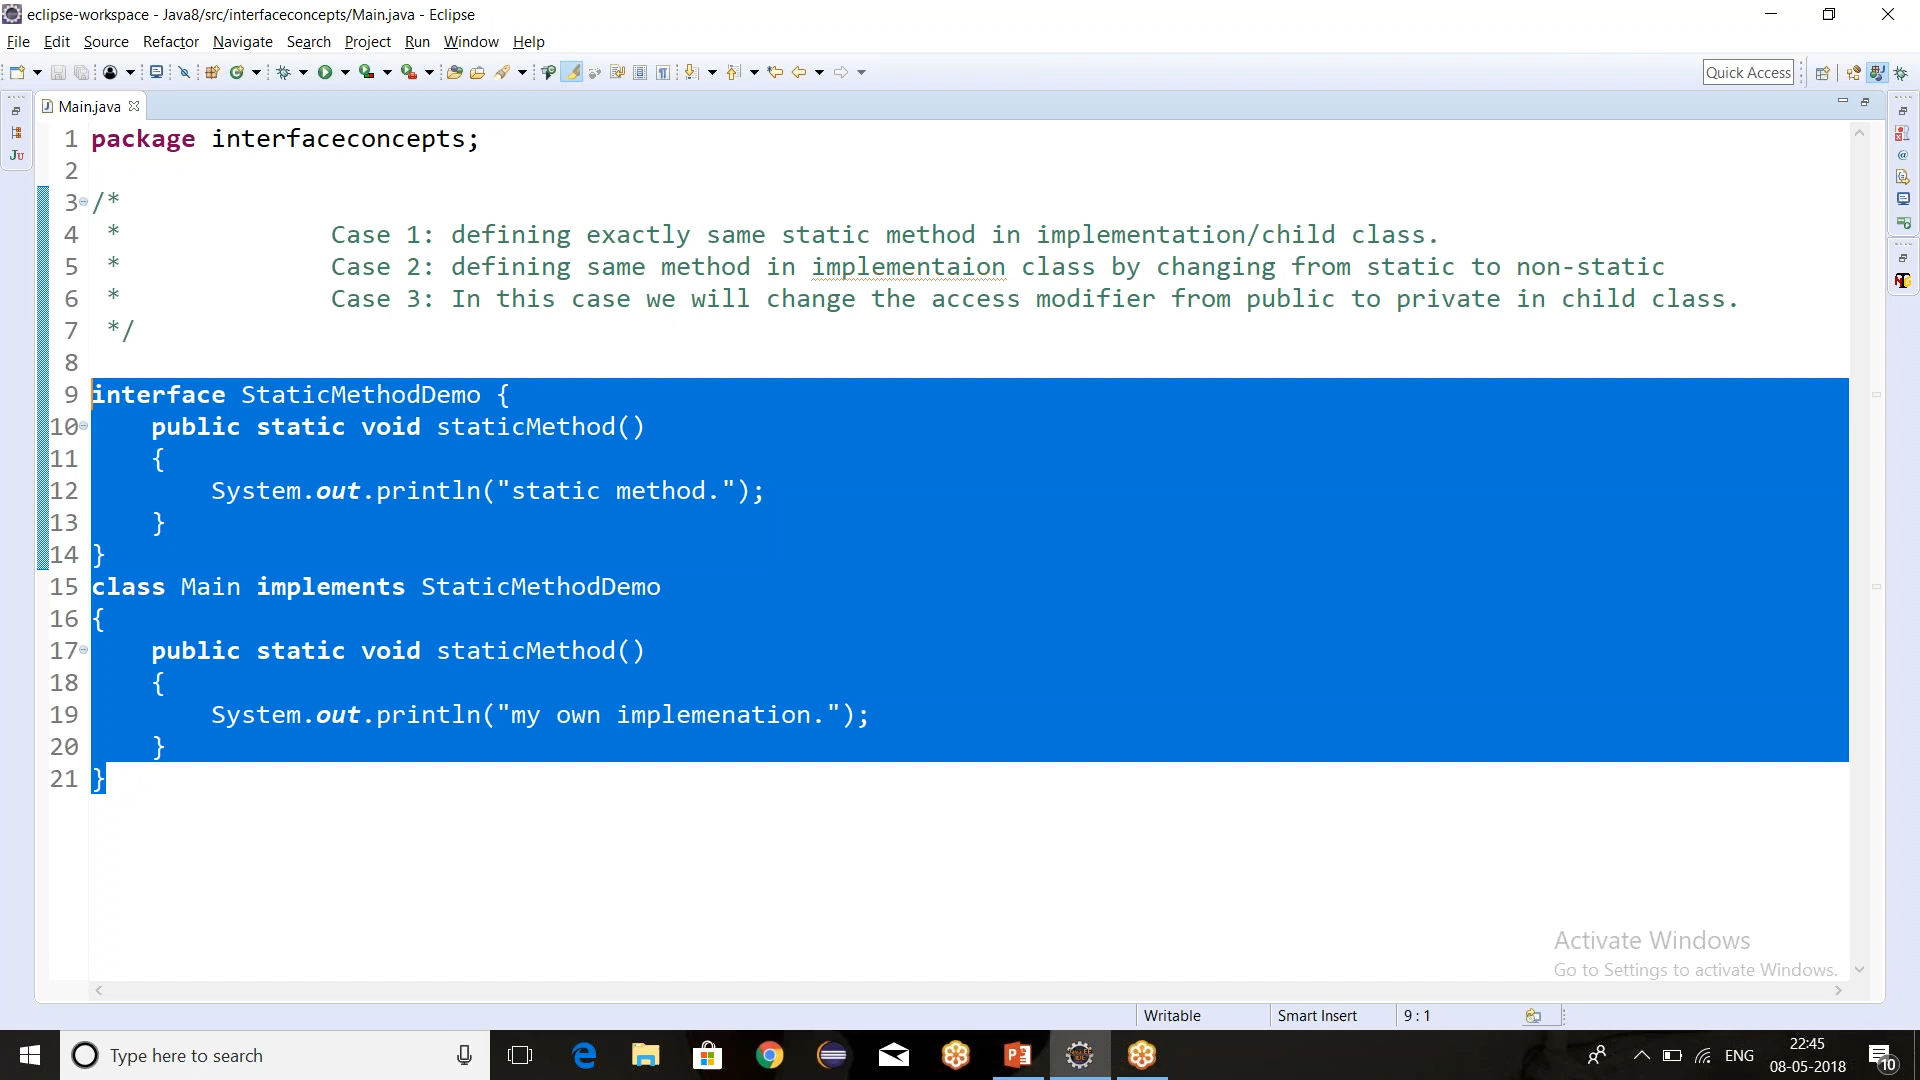 eclipse-workspace - Java8/src/interfaceconcepts/Main.java - Eclipse
File Edit Source Refactor Navigate Search Project Run Window Help
Quick Access
Main.java
1 package interfaceconcepts;
2
3 /*
4 * Case 1: defining exactly same static method in implementation/child class.
5 * Case 2: defining same method in implementaion class by changing from static to non-static
6 * Case 3: In this case we will change the access modifier from public to private in child class.
7 */
8
9 interface StaticMethodDemo {
10 public static void staticMethod()
11 {
12 System.out.println("static method.");
13 }
14 }
15 class Main implements StaticMethodDemo
16 {
17 public static void staticMethod()
18 {
19 System.out.println("my own implemenation.");
20 }
21 }
Activate Windows
Go to Settings to activate Windows.
Writable Smart Insert 9 : 1
Type here to search
ENG
22:45
08-05-2018
10